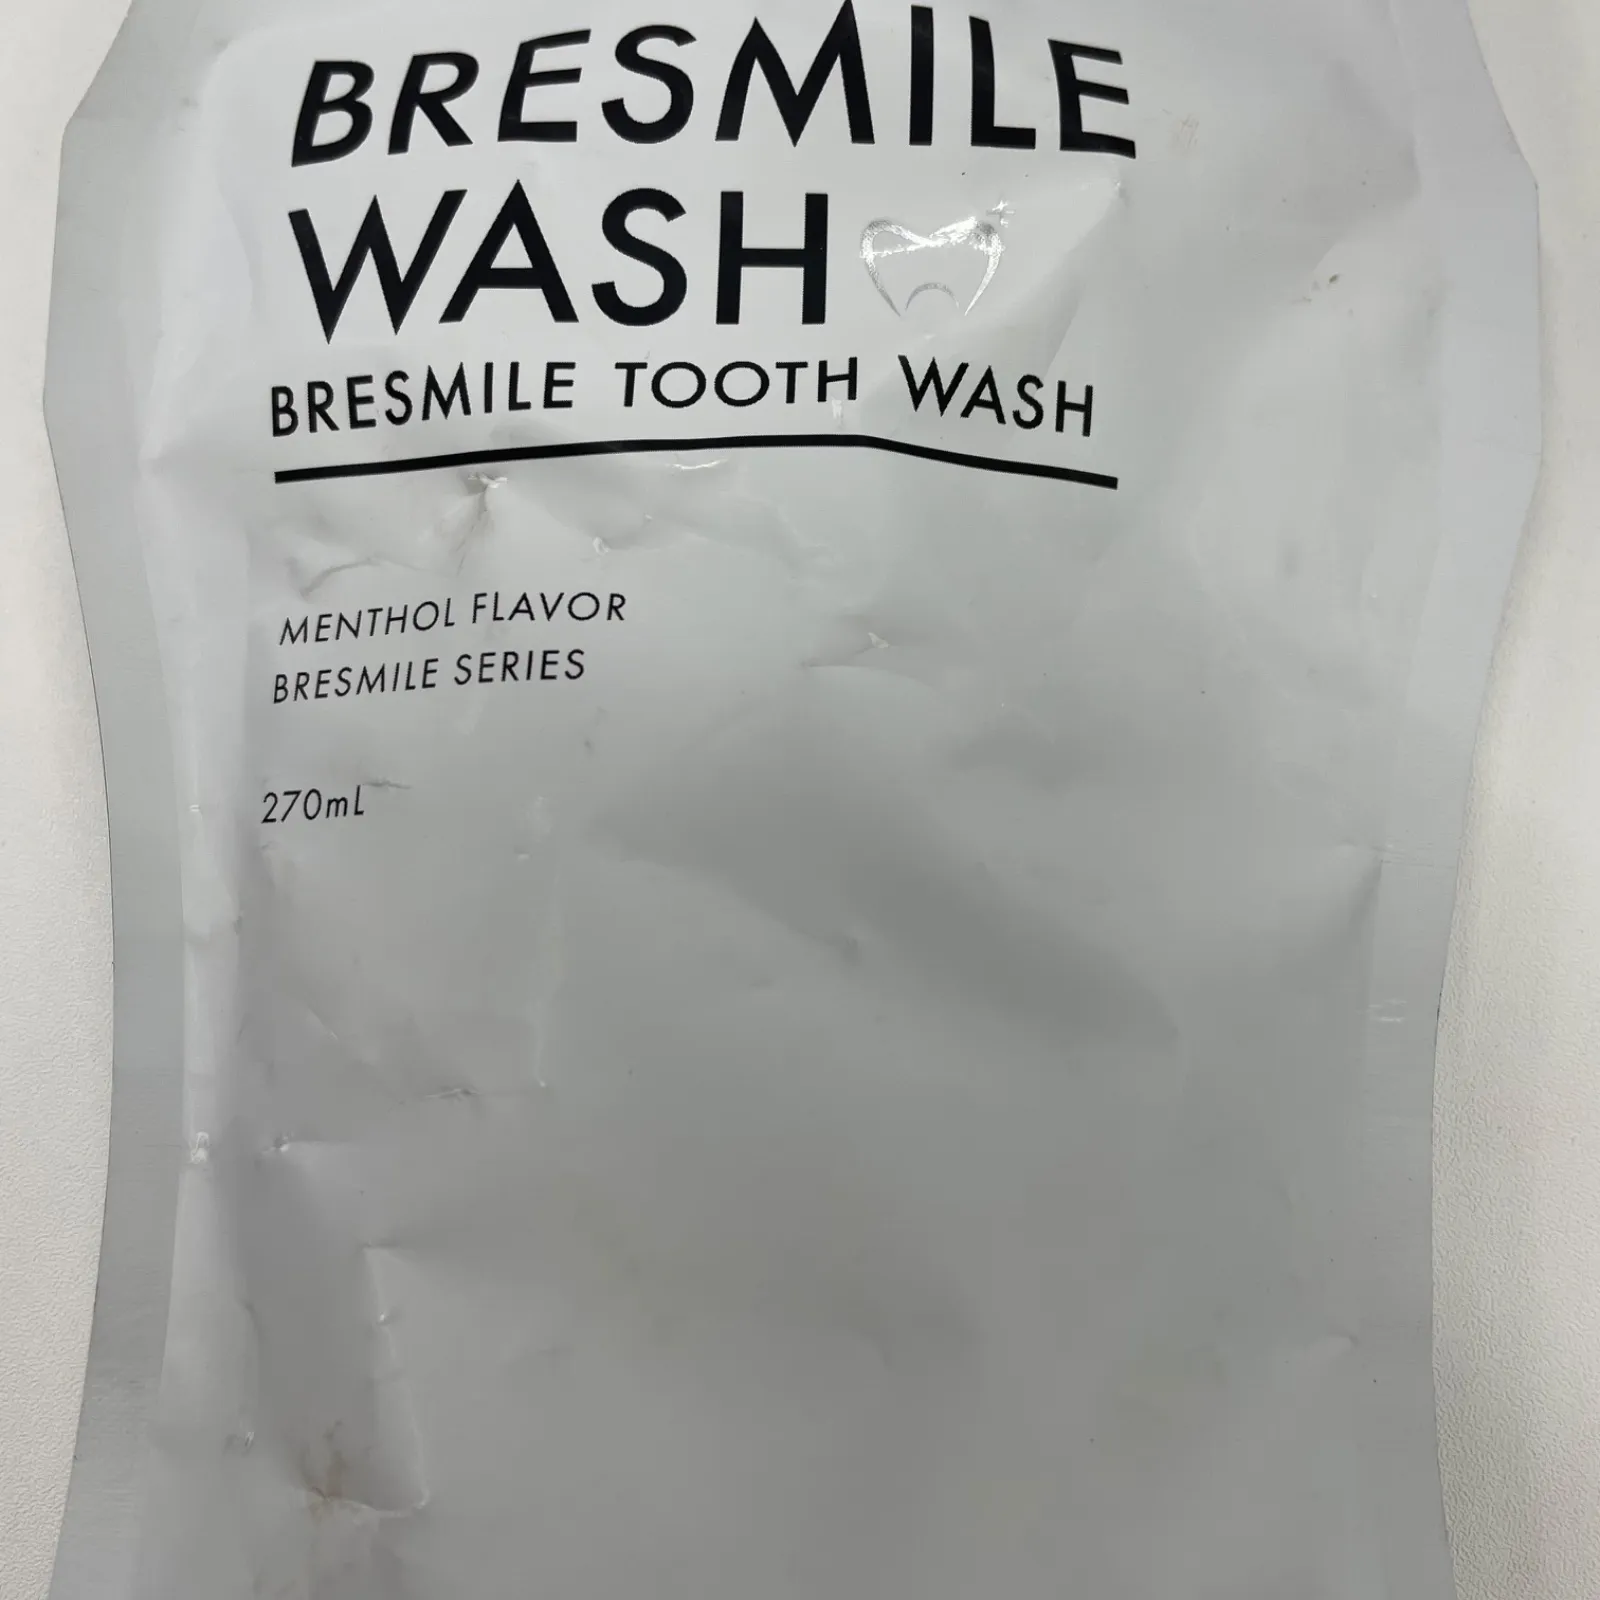 BRESMILE
WASH
BRESMILE TOOTH WASH
MENTHOL FLAVOR
BRESMILE SERIES
270mL